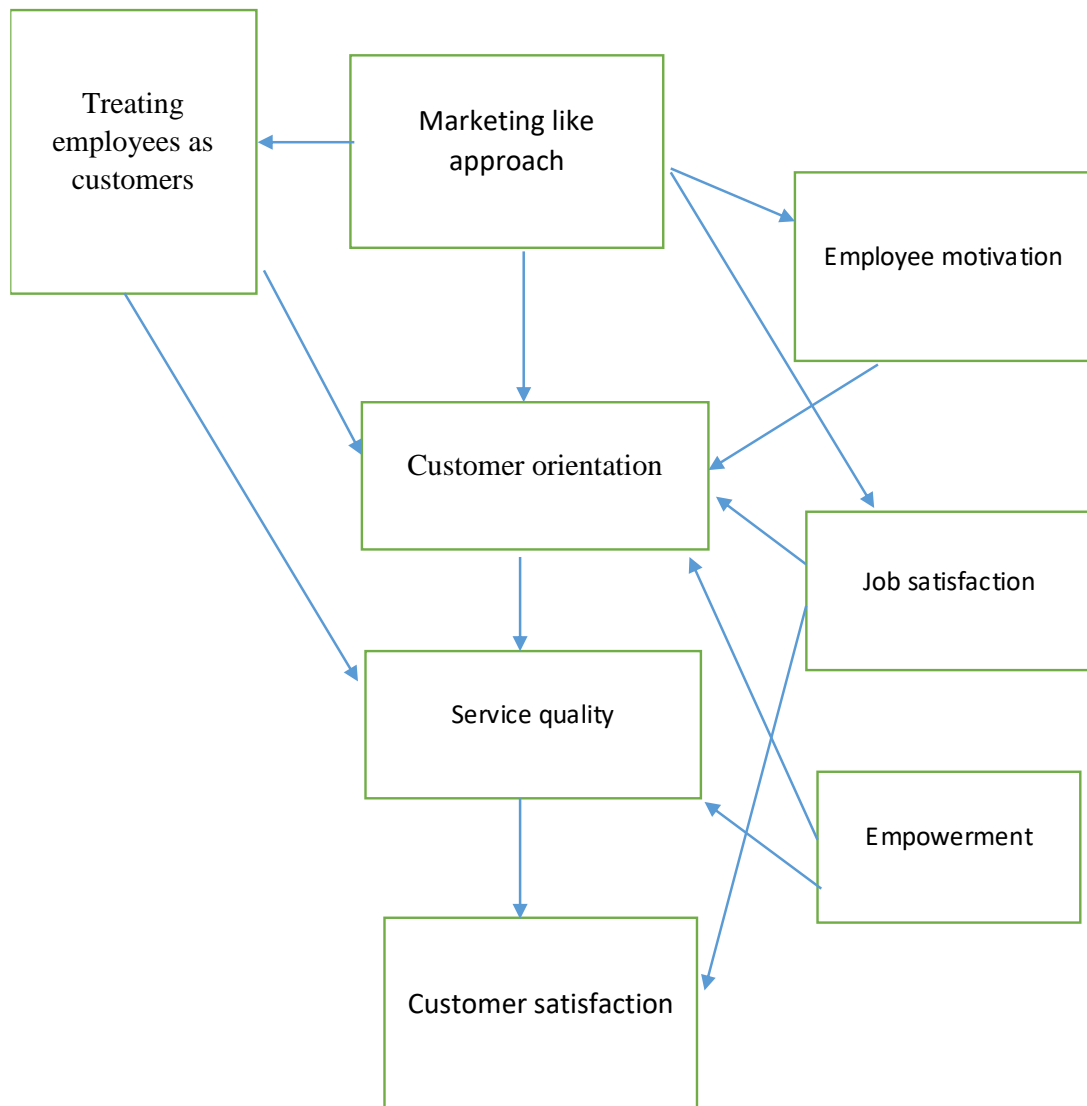 Treating
employees as
customers
Marketing like
approach
Employee motivation
Customer orientation
Job satisfaction
Service quality
Empowerment
Customer satisfaction